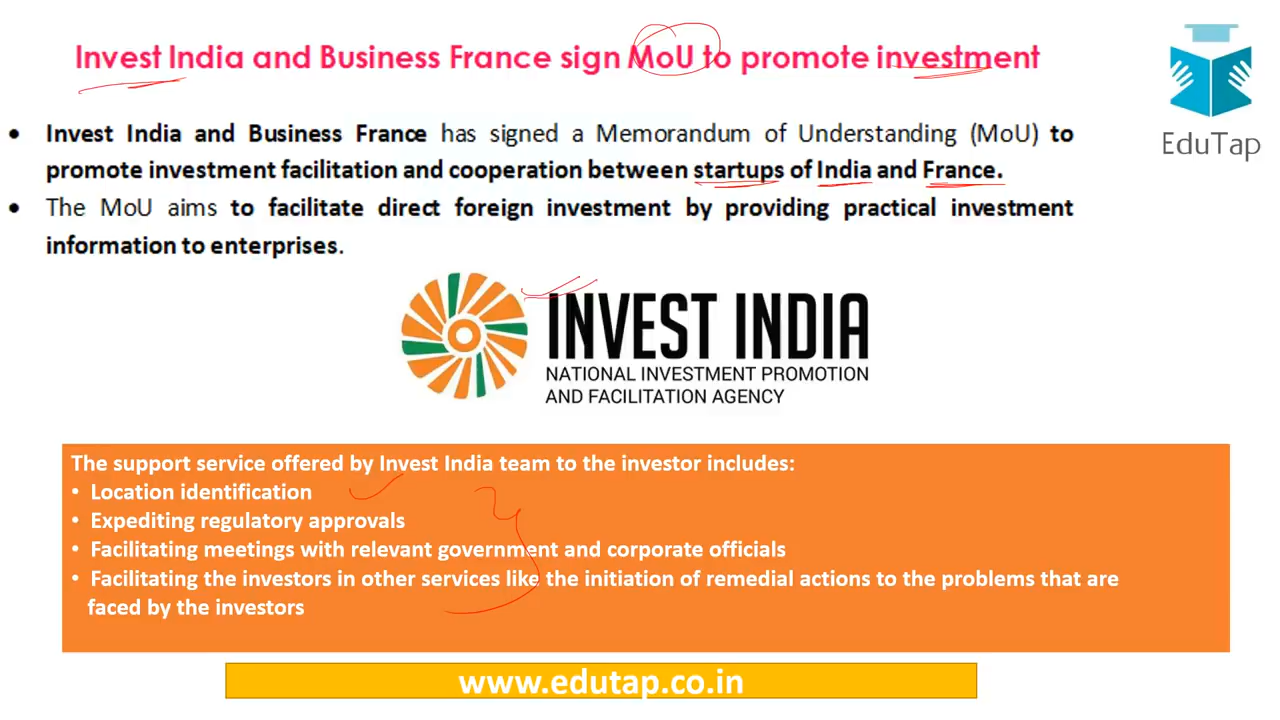 Invest India and Business France sign MoU to promote investment
EduTap
• Invest India and Business France has signed a Memorandum of Understanding (MoU) to
promote investment facilitation and cooperation between startups of India and France.
• The MoU aims to facilitate direct foreign investment by providing practical investment
information to enterprises.
INVEST INDIA
NATIONAL INVESTMENT PROMOTION
AND FACILITATION AGENCY
The support service offered by Invest India team to the investor includes:
• Location identification
• Expediting regulatory approvals
• Facilitating meetings with relevant government and corporate officials
• Facilitating the investors in other services like the initiation of remedial actions to the problems that are
faced by the investors
www.edutap.co.in